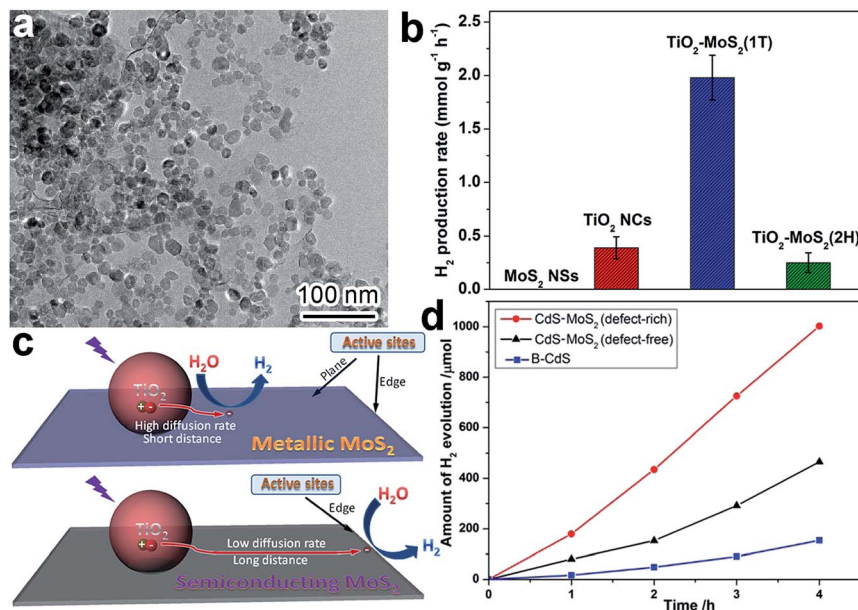 a
100 nm
b
H₂ production rate (mmol g⁻¹ h⁻¹)
2.5
2.0
1.5
1.0
0.5
0.0
MoS₂ NSs
TiO₂ NCs
TiO₂-MoS₂(1T)
TiO₂-MoS₂(2H)
c
Active sites
H₂O
H₂
Plane
Edge
TiO₂
+ -
-
High diffusion rate
Short distance
Metallic MoS₂
Active sites
Edge
H₂O
TiO₂
+ -
Low diffusion rate
Long distance
-
H₂
Semiconducting MoS₂
d
Amount of H₂ evolution /μmol
1000
800
600
400
200
0
CdS-MoS₂ (defect-rich)
CdS-MoS₂ (defect-free)
B-CdS
0
1
2
3
4
Time /h